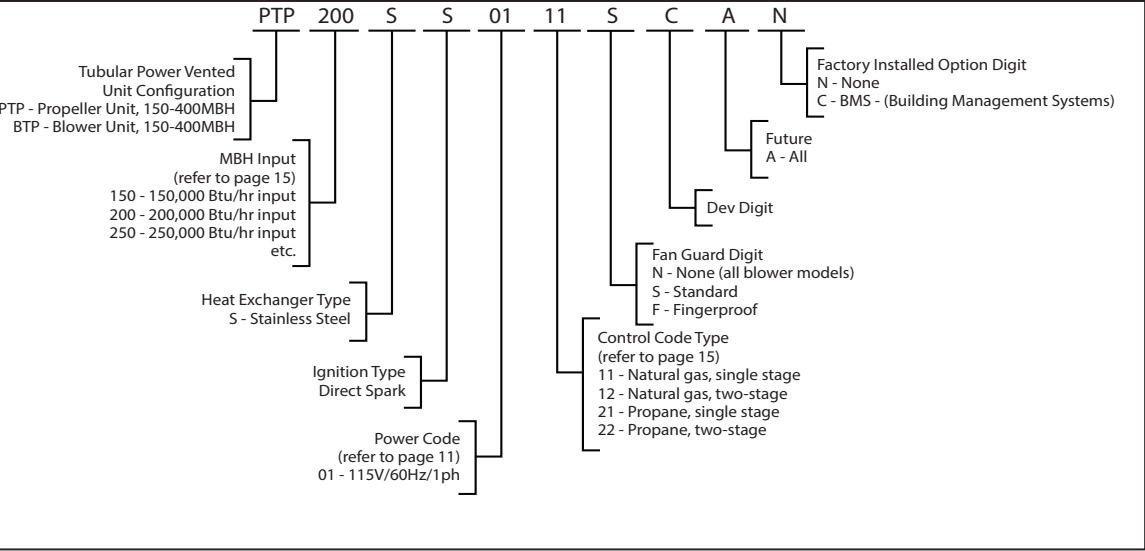 PTP 200 S S 01 11 S C A N
Tubular Power Vented
Unit Configuration
PTP - Propeller Unit, 150-400MBH
BTP - Blower Unit, 150-400MBH
MBH Input
(refer to page 15)
150 - 150,000 Btu/hr input
200 - 200,000 Btu/hr input
250 - 250,000 Btu/hr input
etc.
Heat Exchanger Type
S - Stainless Steel
Ignition Type
Direct Spark
Power Code
(refer to page 11)
01 - 115V/60Hz/1ph
Factory Installed Option Digit
N - None
C - BMS - (Building Management Systems)
Future
A - All
Dev Digit
Fan Guard Digit
N - None (all blower models)
S - Standard
F - Fingerproof
Control Code Type
(refer to page 15)
11 - Natural gas, single stage
12 - Natural gas, two-stage
21 - Propane, single stage
22 - Propane, two-stage